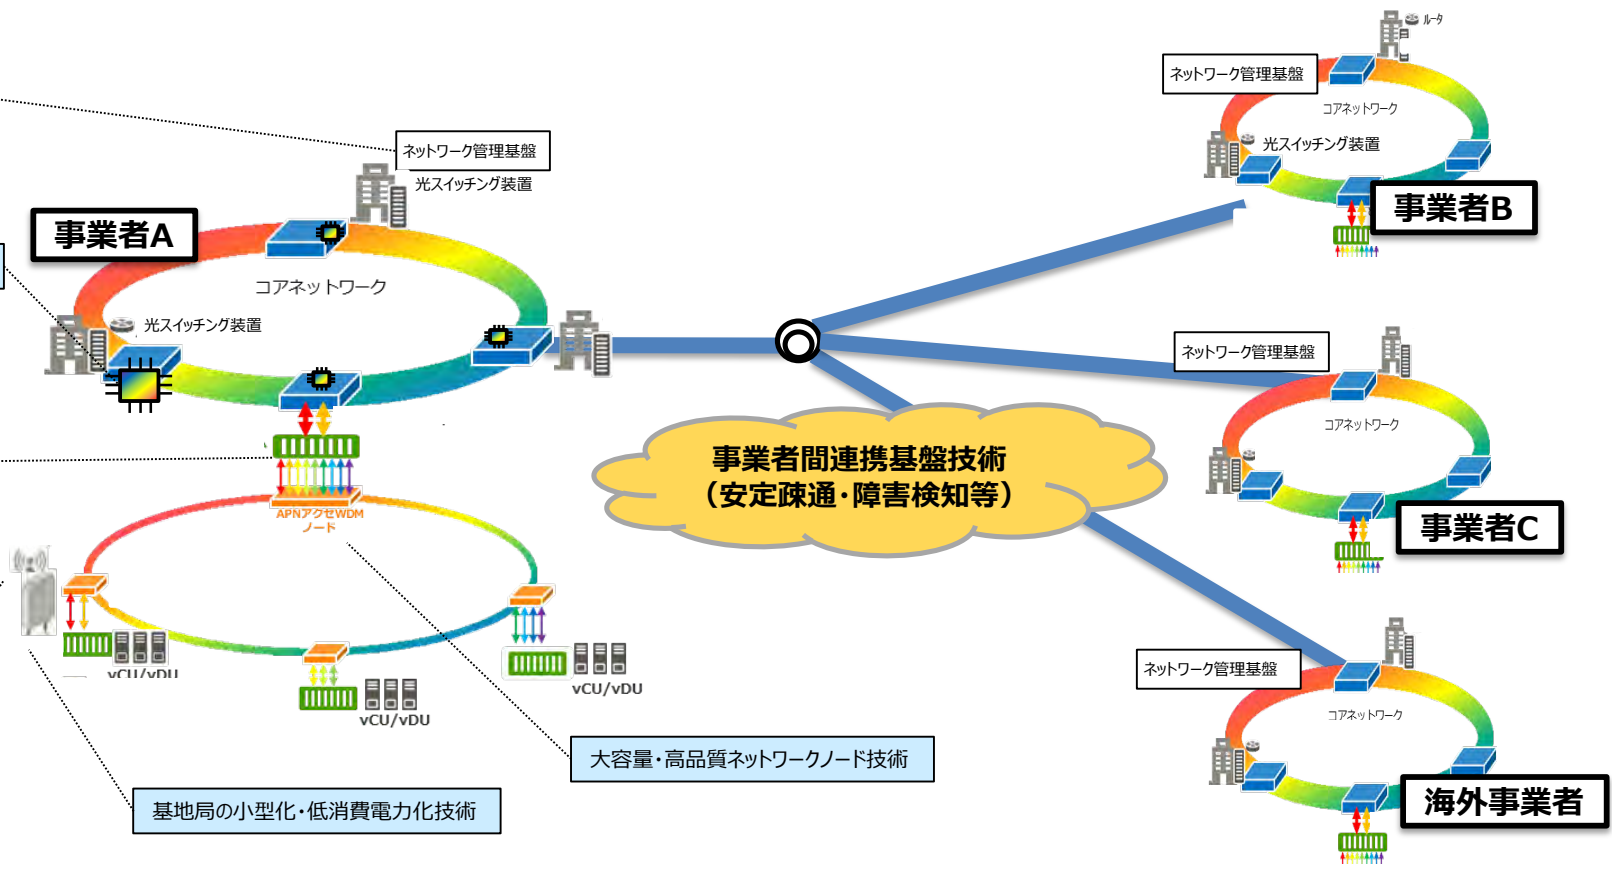 ルータ
ネットワーク管理基盤
コアネットワーク
光スイッチング装置
事業者B
ネットワーク管理基盤
光スイッチング装置
事業者A
コアネットワーク
光スイッチング装置
ネットワーク管理基盤
コアネットワーク
事業者C
事業者間連携基盤技術
（安定疎通・障害検知等）
APNアクセWDM
ノード
vCU/vDU
vCU/vDU
vCU/vDU
ネットワーク管理基盤
コアネットワーク
海外事業者
大容量・高品質ネットワークノード技術
基地局の小型化・低消費電力化技術